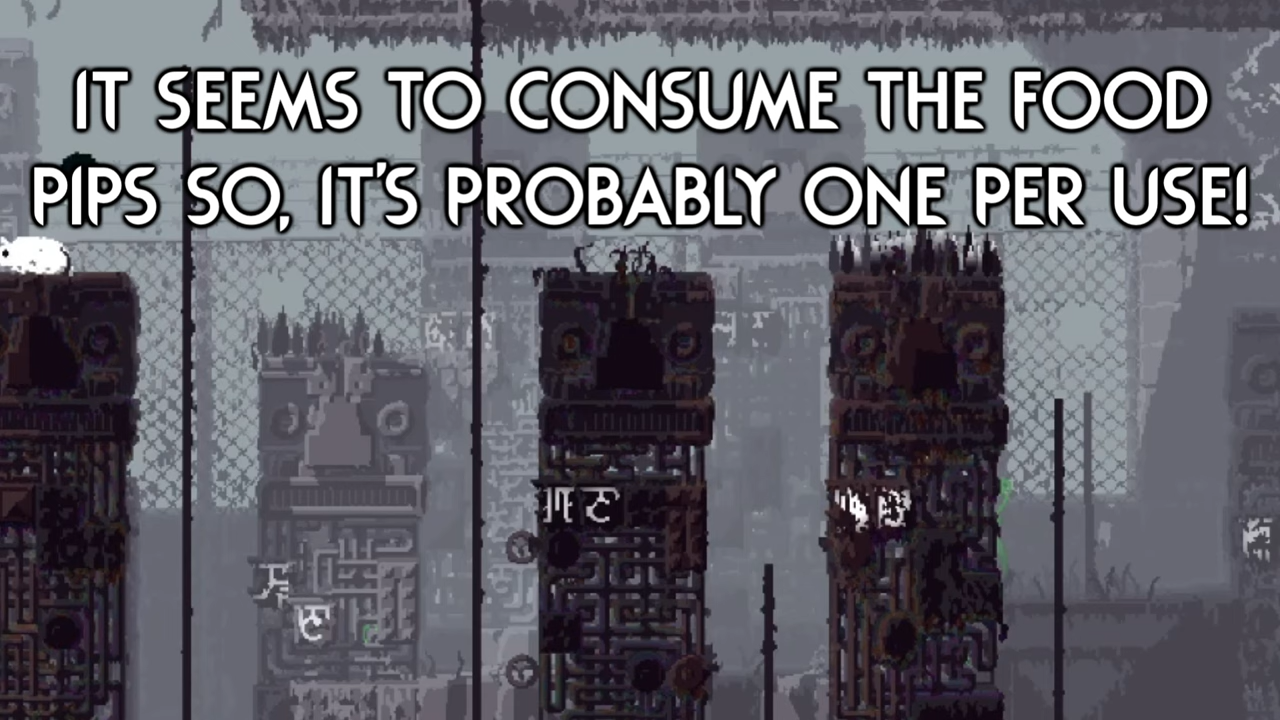 IT SEEMS TO CONSUME THE FOOD
PIPS SO, IT'S PROBABLY ONE PER USE!